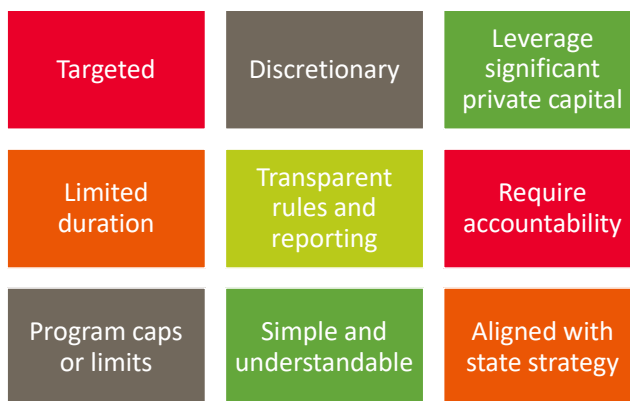 Targeted
Discretionary
Leverage
significant
private capital
Limited
duration
Transparent
rules and
reporting
Require
accountability
Program caps
or limits
Simple and
understandable
Aligned with
state strategy